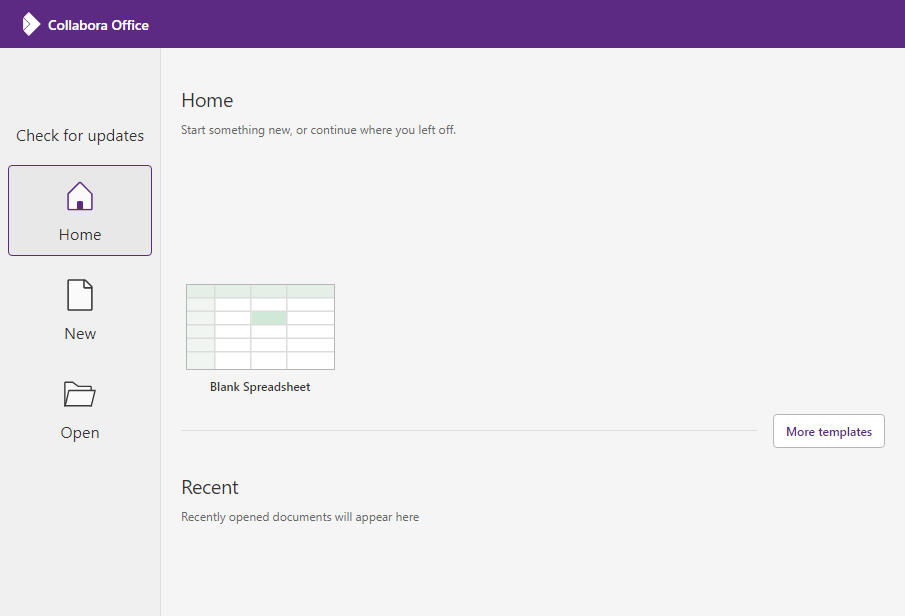 Collabora Office
Check for updates
Home
New
Open
Home
Start something new, or continue where you left off.
Blank Spreadsheet
More templates
Recent
Recently opened documents will appear here